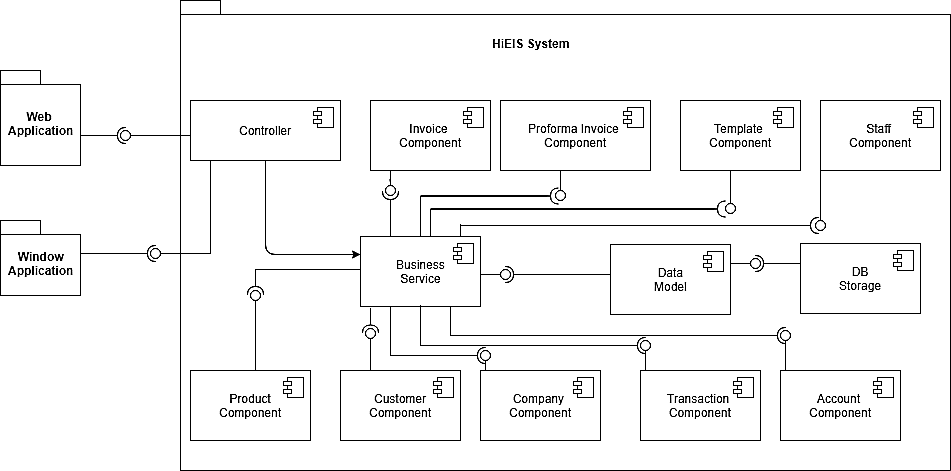 HiEIS System
Web
Application
Controller
Invoice
Component
Proforma Invoice
Component
Template
Component
Staff
Component
Window
Application
Business
Service
Data
Model
DB
Storage
Product
Component
Customer
Component
Company
Component
Transaction
Component
Account
Component